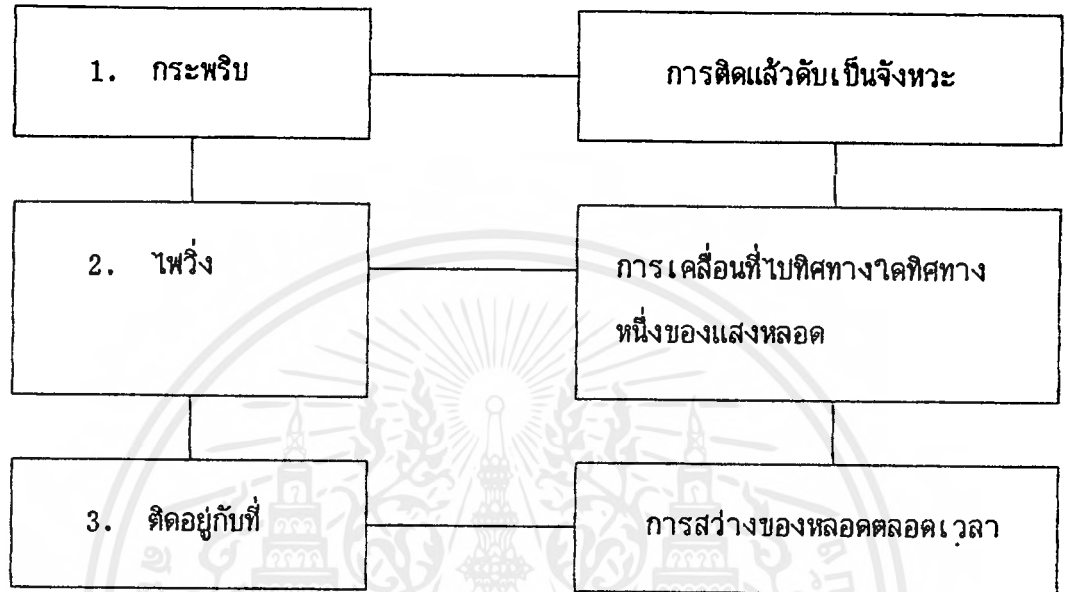 1. กระพริบ
การติดแล้วดับเป็นจังหวะ
2. ไฟวิ่ง
การเคลื่อนที่ไปทิศทางใดทิศทาง
หนึ่งของแสงหลอด
3. ติดอยู่กับที่
การสว่างของหลอดตลอดเวลา